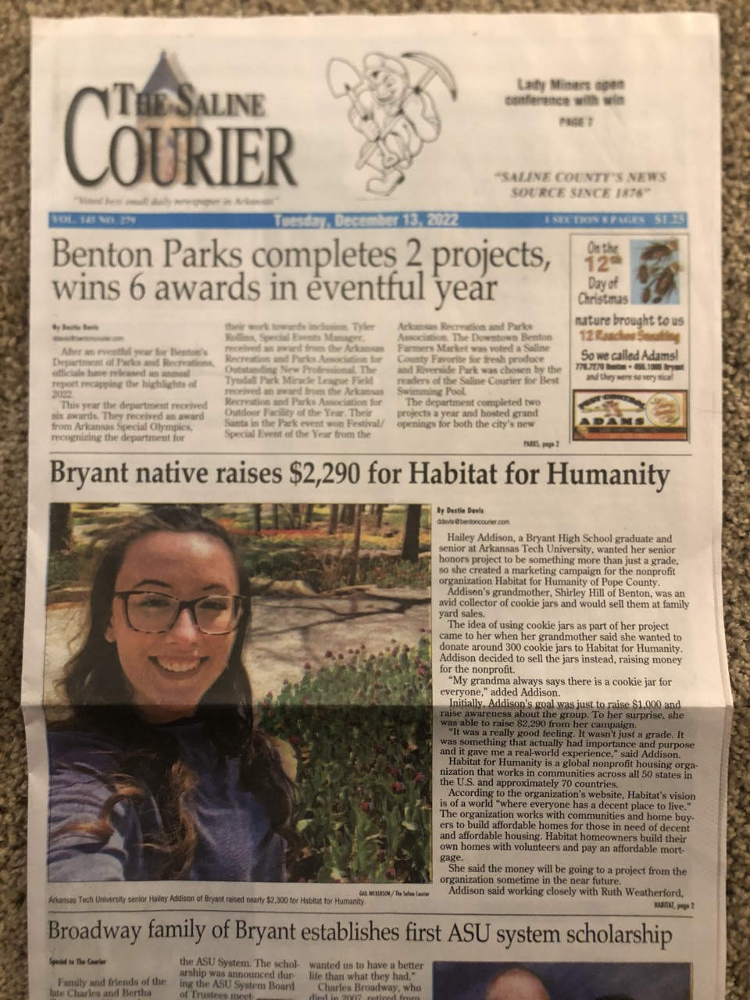 THE SALINE
COURIER
"Voted best small daily newspaper in Arkansas"
Lady Miners open
conference with win
PAGE 7
"SALINE COUNTY'S NEWS
SOURCE SINCE 1876"
VOL. 145 NO. 279
Tuesday, December 13, 2022
1 SECTION 8 PAGES $1.25
Benton Parks completes 2 projects,
wins 6 awards in eventful year
By Destin Davis
ddavis@bentoncourier.com
After an eventful year for Benton's
Department of Parks and Recreations,
officials have released an annual
report recapping the highlights of
2022.
This year the department received
six awards. They received an award
from Arkansas Special Olympics,
recognizing the department for
their work towards inclusion. Tyler
Rollins, Special Events Manager,
received an award from the Arkansas
Recreation and Parks Association for
Outstanding New Professional. The
Tyndall Park Miracle League Field
received an award from the Arkansas
Recreation and Parks Association for
Outdoor Facility of the Year. Their
Santa in the Park event won Festival/
Special Event of the Year from the
Arkansas Recreation and Parks
Association. The Downtown Benton
Farmers Market was voted a Saline
County Favorite for fresh produce
and Riverside Park was chosen by the
readers of the Saline Courier for Best
Swimming Pool.
The department completed two
projects a year and hosted grand
openings for both the city's new
PARKS, page 2
On the
12th
Day of
Christmas
nature brought to us
12 Roaches Sneaking
So we called Adams!
778.7270 Benton • 455.1065 Bryant
and they were so very nice!
PEST CONTROL
ADAMS
Bryant native raises $2,290 for Habitat for Humanity
By Destin Davis
ddavis@bentoncourier.com
Hailey Addison, a Bryant High School graduate and
senior at Arkansas Tech University, wanted her senior
honors project to be something more than just a grade,
so she created a marketing campaign for the nonprofit
organization Habitat for Humanity of Pope County.
Addison's grandmother, Shirley Hill of Benton, was an
avid collector of cookie jars and would sell them at family
yard sales.
The idea of using cookie jars as part of her project
came to her when her grandmother said she wanted to
donate around 300 cookie jars to Habitat for Humanity.
Addison decided to sell the jars instead, raising money
for the nonprofit.
"My grandma always says there is a cookie jar for
everyone," added Addison.
Initially, Addison's goal was just to raise $1,000 and
raise awareness about the group. To her surprise, she
was able to raise $2,290 from her campaign.
"It was a really good feeling. It wasn't just a grade. It
was something that actually had importance and purpose
and it gave me a real-world experience," said Addison.
Habitat for Humanity is a global nonprofit housing orga-
nization that works in communities across all 50 states in
the U.S. and approximately 70 countries.
According to the organization's website, Habitat's vision
is of a world "where everyone has a decent place to live."
The organization works with communities and home buy-
ers to build affordable homes for those in need of decent
and affordable housing. Habitat homeowners build their
own homes with volunteers and pay an affordable mort-
gage.
She said the money will be going to a project from the
organization sometime in the near future.
Addison said working closely with Ruth Weatherford,
HABITAT, page 2
GAIL NICKERSON / The Saline Courier
Arkansas Tech University senior Hailey Addison of Bryant raised nearly $2,300 for Habitat for Humanity.
Broadway family of Bryant establishes first ASU system scholarship
Special to The Courier
Family and friends of the
late Charles and Bertha
the ASU System. The schol-
arship was announced dur-
ing the ASU System Board
of Trustees meet-
wanted us to have a better
life than what they had."
Charles Broadway, who
died in 2007, retired from